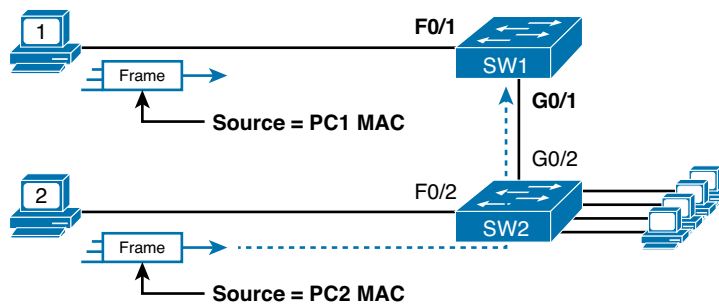 1
F0/1
SW1
Frame
G0/1
Source = PC1 MAC
G0/2
2
F0/2
SW2
Frame
Source = PC2 MAC